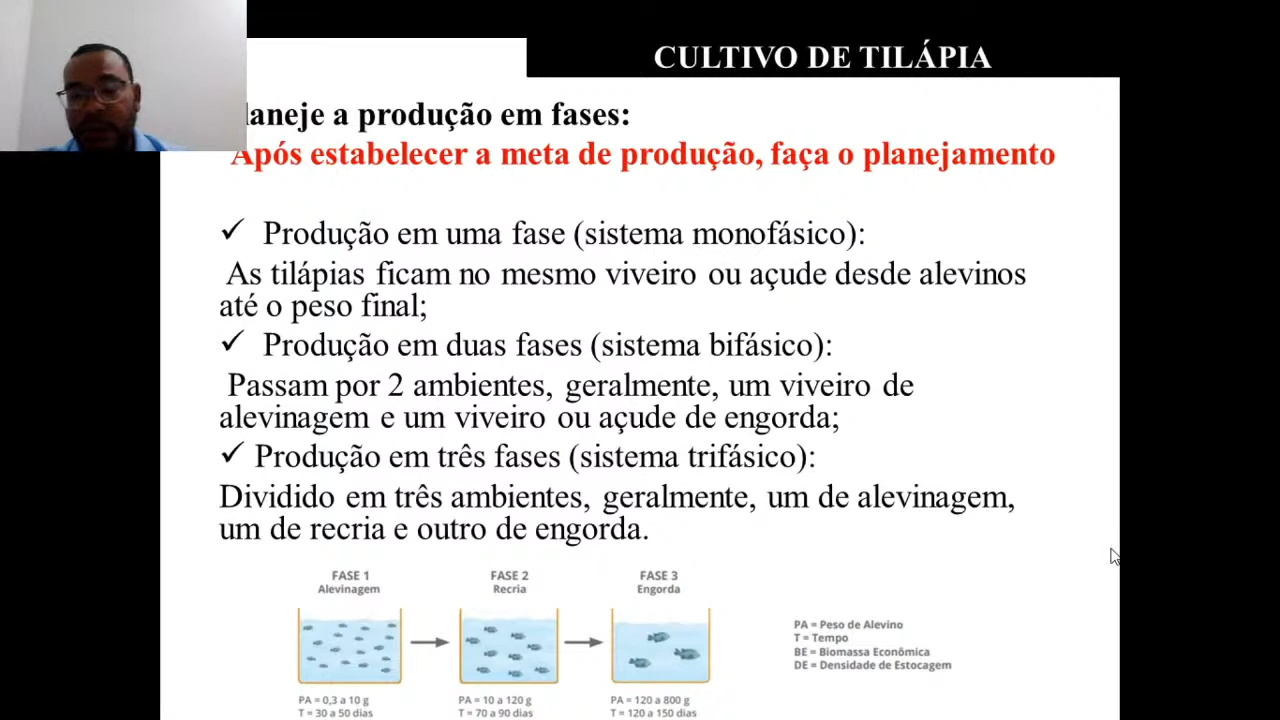 CULTIVO DE TILÁPIA
laneje a produção em fases:
Após estabelecer a meta de produção, faça o planejamento
✓ Produção em uma fase (sistema monofásico):
As tilápias ficam no mesmo viveiro ou açude desde alevinos
até o peso final;
✓ Produção em duas fases (sistema bifásico):
Passam por 2 ambientes, geralmente, um viveiro de
alevinagem e um viveiro ou açude de engorda;
✓ Produção em três fases (sistema trifásico):
Dividido em três ambientes, geralmente, um de alevinagem,
um de recria e outro de engorda.
FASE 1
Alevinagem
PA = 0,3 a 10 g
T = 30 a 50 dias
FASE 2
Recria
PA = 10 a 120 g
T = 70 a 90 dias
FASE 3
Engorda
PA = 120 a 800 g
T = 120 a 150 dias
PA = Peso de Alevino
T = Tempo
BE = Biomassa Econômica
DE = Densidade de Estocagem